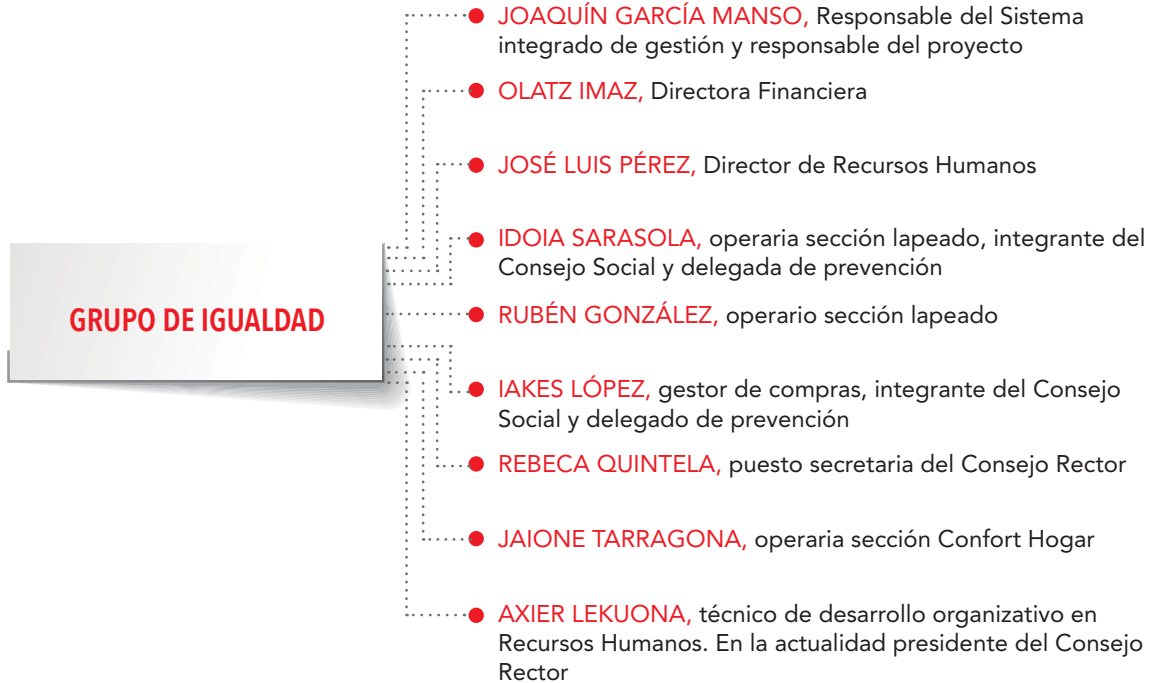 JOAQUÍN GARCÍA MANSO, Responsable del Sistema
integrado de gestión y responsable del proyecto
OLATZ IMAZ, Directora Financiera
JOSÉ LUIS PÉREZ, Director de Recursos Humanos
IDOIA SARASOLA, operaria sección lapeado, integrante del
Consejo Social y delegada de prevención
GRUPO DE IGUALDAD
RUBÉN GONZÁLEZ, operario sección lapeado
IAKES LÓPEZ, gestor de compras, integrante del Consejo
Social y delegado de prevención
REBECA QUINTELA, puesto secretaria del Consejo Rector
JAIONE TARRAGONA, operaria sección Confort Hogar
AXIER LEKUONA, técnico de desarrollo organizativo en
Recursos Humanos. En la actualidad presidente del Consejo
Rector